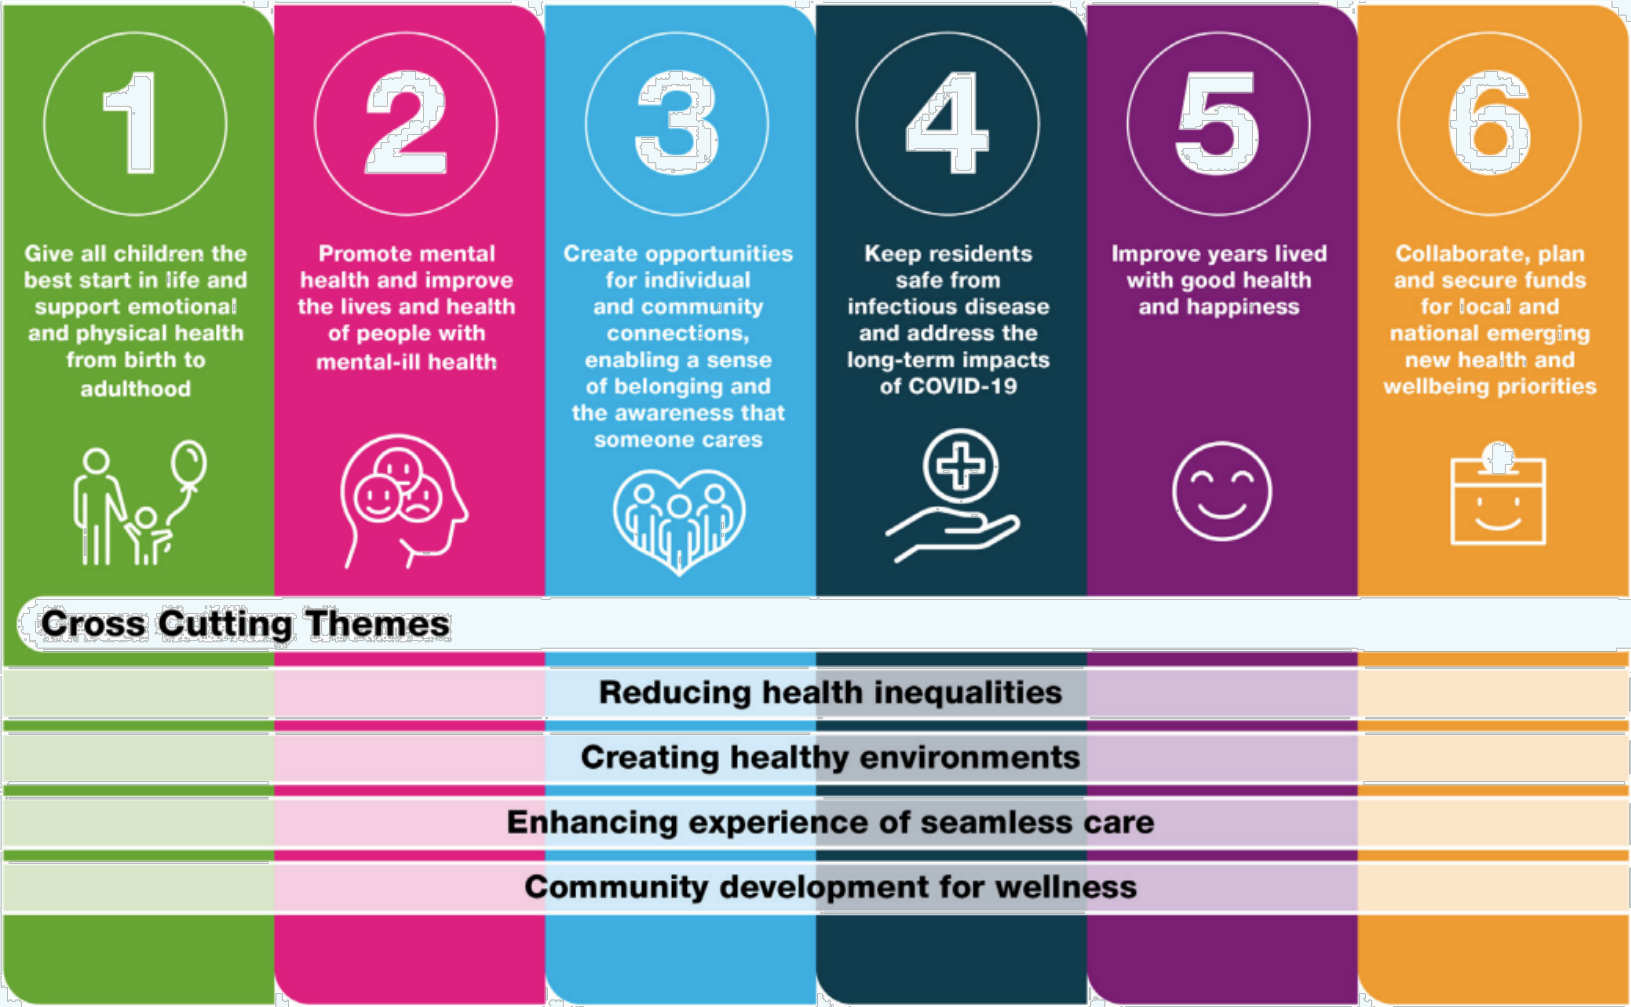 1
Give all children the
best start in life and
support emotional
and physical health
from birth to
adulthood
2
Promote mental
health and improve
the lives and health
of people with
mental-ill health
3
Create opportunities
for individual
and community
connections,
enabling a sense
of belonging and
the awareness that
someone cares
4
Keep residents
safe from
infectious disease
and address the
long-term impacts
of COVID-19
5
Improve years lived
with good health
and happiness
6
Collaborate, plan
and secure funds
for local and
national emerging
new health and
wellbeing priorities
Cross Cutting Themes
Reducing health inequalities
Creating healthy environments
Enhancing experience of seamless care
Community development for wellness